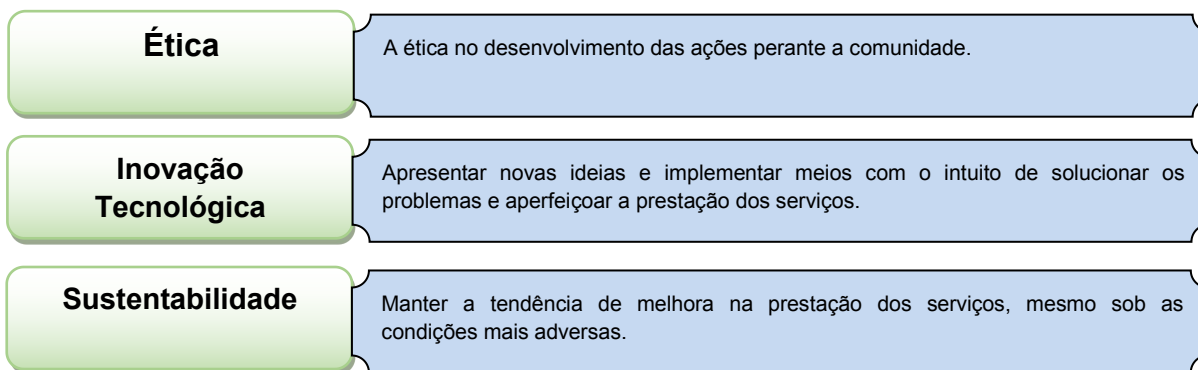 Ética
A ética no desenvolvimento das ações perante a comunidade.
Inovação
Tecnológica
Apresentar novas ideias e implementar meios com o intuito de solucionar os
problemas e aperfeiçoar a prestação dos serviços.
Sustentabilidade
Manter a tendência de melhora na prestação dos serviços, mesmo sob as
condições mais adversas.